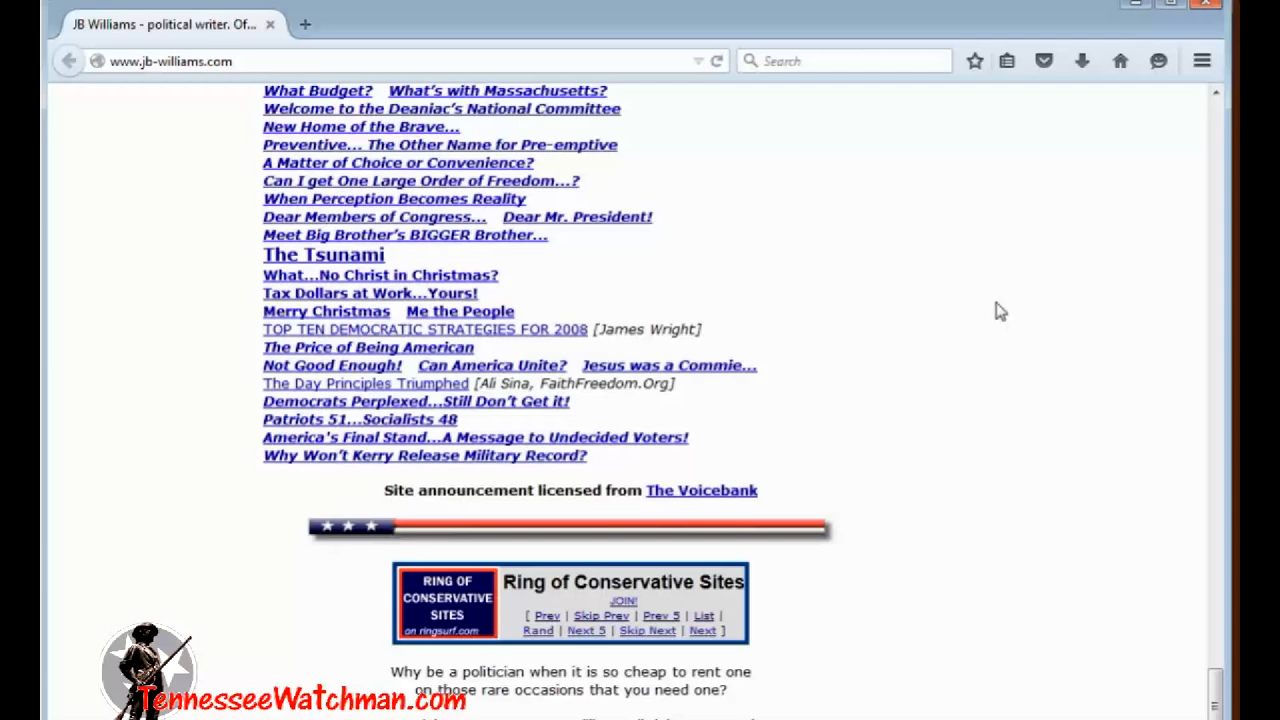 JB Williams - political writer. Of...
www.jb-williams.com
Search
What Budget? What's with Massachusetts?
Welcome to the Deaniac's National Committee
New Home of the Brave...
Preventive... The Other Name for Pre-emptive
A Matter of Choice or Convenience?
Can I get One Large Order of Freedom...?
When Perception Becomes Reality
Dear Members of Congress... Dear Mr. President!
Meet Big Brother's BIGGER Brother...
The Tsunami
What...No Christ in Christmas?
Tax Dollars at Work...Yours!
Merry Christmas Me the People
TOP TEN DEMOCRATIC STRATEGIES FOR 2008 [James Wright]
The Price of Being American
Not Good Enough! Can America Unite? Jesus was a Commie...
The Day Principles Triumphed [Ali Sina, FaithFreedom.Org]
Democrats Perplexed...Still Don't Get it!
Patriots 51...Socialists 48
America's Final Stand...A Message to Undecided Voters!
Why Won't Kerry Release Military Record?
Site announcement licensed from The Voicebank
RING OF
CONSERVATIVE
SITES
on ringsurf.com
Ring of Conservative Sites
JOIN!
[ Prev | Skip Prev | Prev 5 | List |
Rand | Next 5 | Skip Next | Next ]
Why be a politician when it is so cheap to rent one
on those rare occasions that you need one?
TennesseeWatchman.com